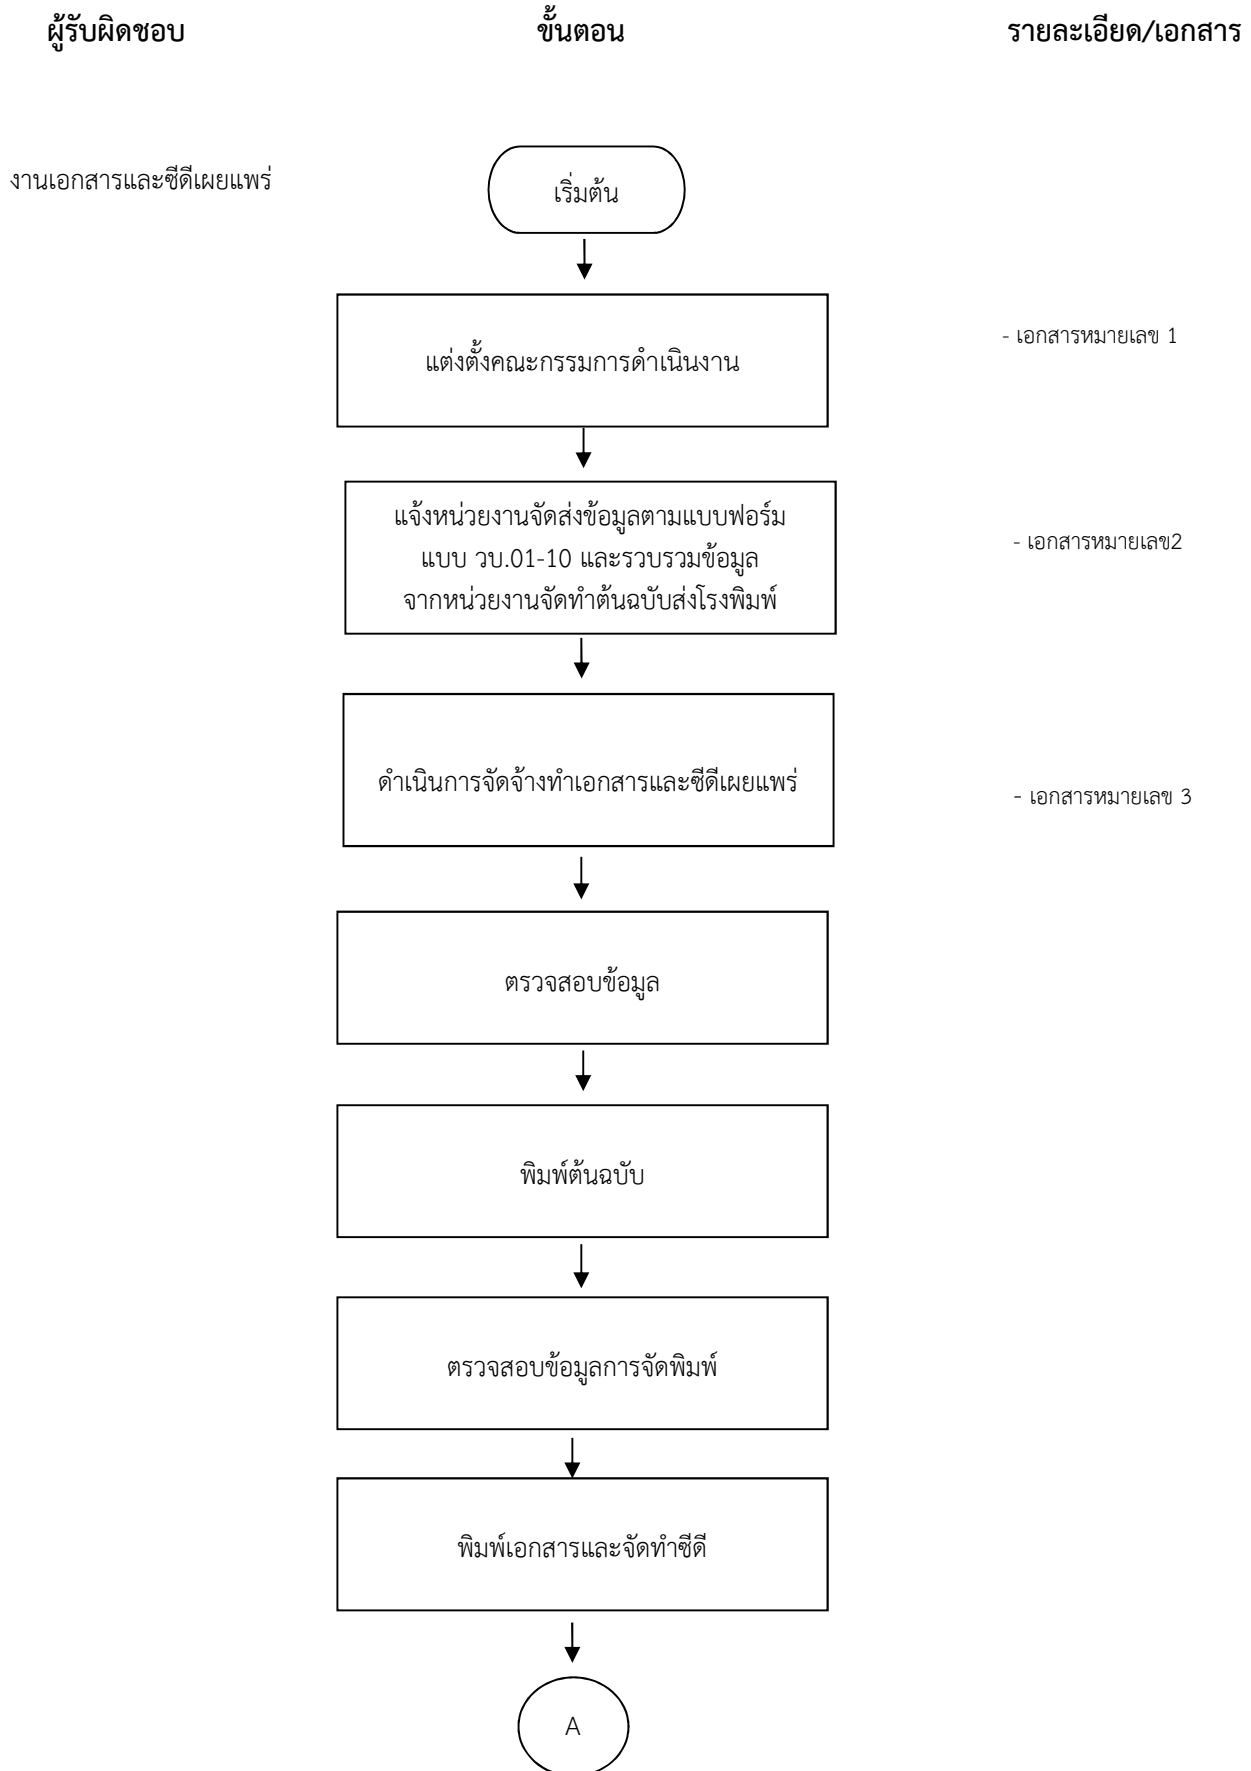 ผู้รับผิดชอบ ขั้นตอน รายละเอียด/เอกสาร
งานเอกสารและซีดีเผยแพร่
เริ่มต้น
แต่งตั้งคณะกรรมการดำเนินงาน
- เอกสารหมายเลข 1
แจ้งหน่วยงานจัดส่งข้อมูลตามแบบฟอร์ม
แบบ วบ.01-10 และรวบรวมข้อมูล
จากหน่วยงานจัดทำต้นฉบับส่งโรงพิมพ์
- เอกสารหมายเลข2
ดำเนินการจัดจ้างทำเอกสารและซีดีเผยแพร่
- เอกสารหมายเลข 3
ตรวจสอบข้อมูล
พิมพ์ต้นฉบับ
ตรวจสอบข้อมูลการจัดพิมพ์
พิมพ์เอกสารและจัดทำซีดี
A